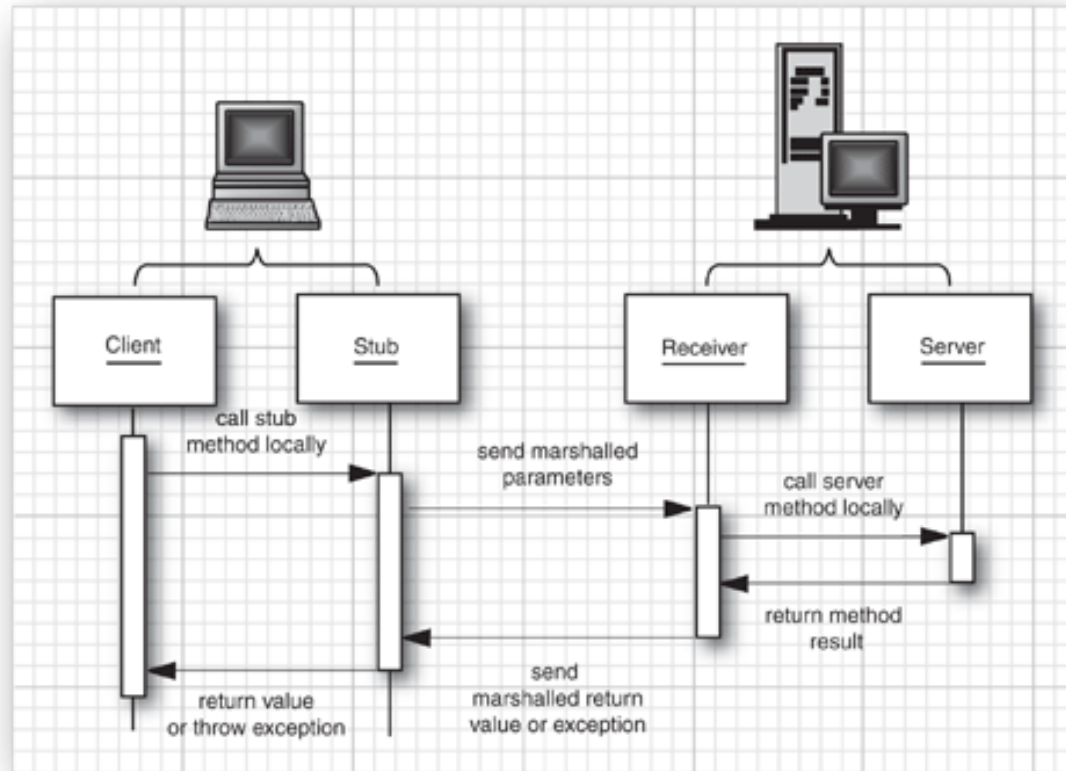 Client
Stub
Receiver
Server
call stub
method locally
send marshalled
parameters
call server
method locally
return method
result
send
marshalled return
value or exception
return value
or throw exception